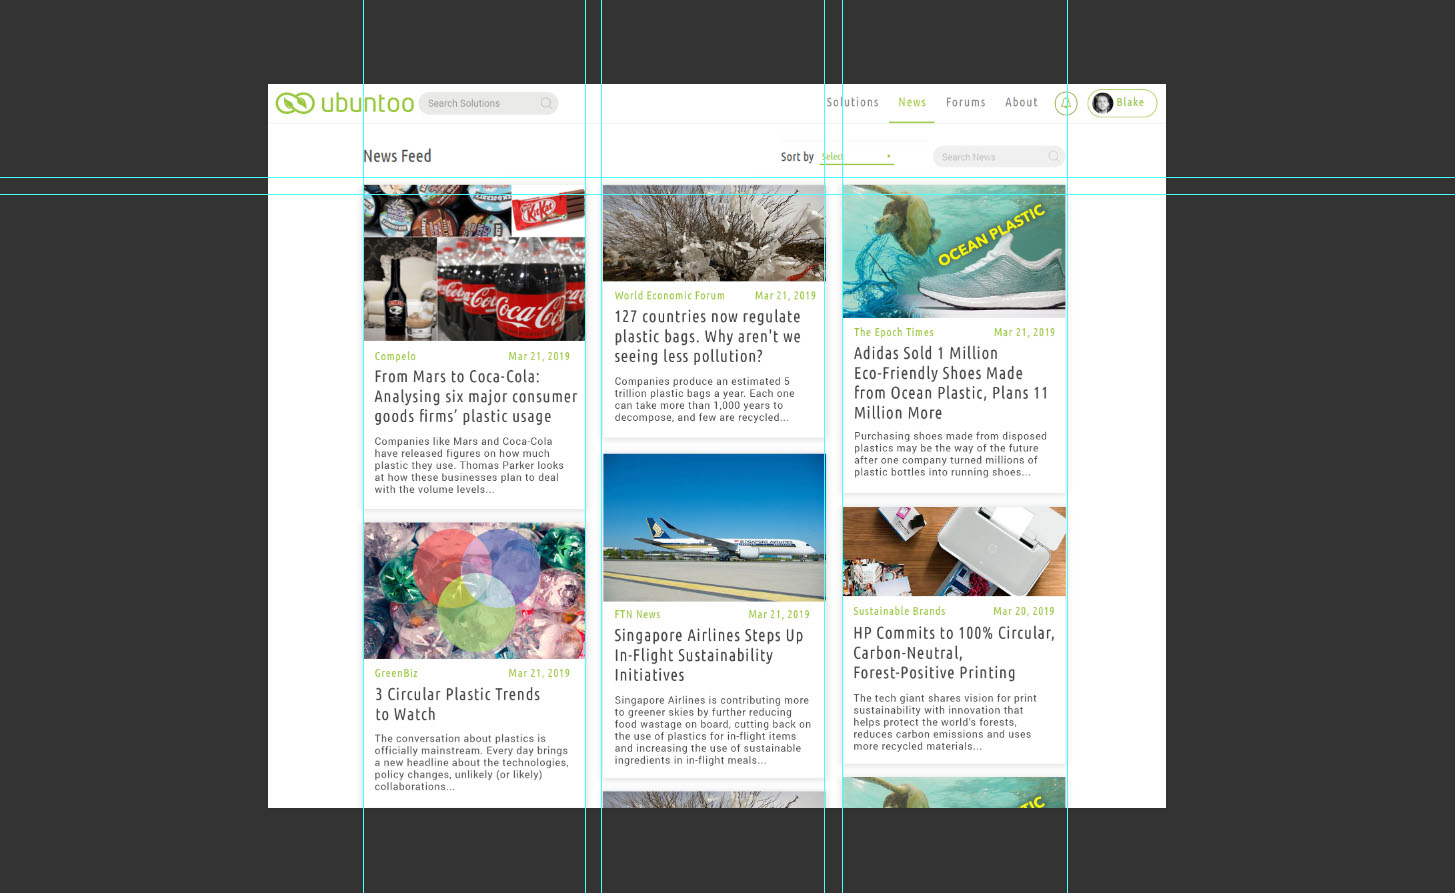 ubuntoo
Search Solutions
Solutions
News
Forums
About
Blake
News Feed
Sort by
Select
Search News
KitKat
Coca-Cola
Coca-Cola
Compelo
Mar 21, 2019
From Mars to Coca-Cola:
Analysing six major consumer
goods firms’ plastic usage
Companies like Mars and Coca-Cola
have released figures on how much
plastic they use. Thomas Parker looks
at how these businesses plan to deal
with the volume levels...
GreenBiz
Mar 21, 2019
3 Circular Plastic Trends
to Watch
The conversation about plastics is
officially mainstream. Every day brings
a new headline about the technologies,
policy changes, unlikely (or likely)
collaborations...
World Economic Forum
Mar 21, 2019
127 countries now regulate
plastic bags. Why aren't we
seeing less pollution?
Companies produce an estimated 5
trillion plastic bags a year. Each one
can take more than 1,000 years to
decompose, and few are recycled...
SINGAPORE AIRLINES
FTN News
Mar 21, 2019
Singapore Airlines Steps Up
In-Flight Sustainability
Initiatives
Singapore Airlines is contributing more
to greener skies by further reducing
food wastage on board, cutting back on
the use of plastics for in-flight items
and increasing the use of sustainable
ingredients in in-flight meals...
OCEAN PLASTIC
The Epoch Times
Mar 21, 2019
Adidas Sold 1 Million
Eco-Friendly Shoes Made
from Ocean Plastic, Plans 11
Million More
Purchasing shoes made from disposed
plastics may be the way of the future
after one company turned millions of
plastic bottles into running shoes...
Sustainable Brands
Mar 20, 2019
HP Commits to 100% Circular,
Carbon-Neutral,
Forest-Positive Printing
The tech giant shares vision for print
sustainability with innovation that
helps protect the world's forests,
reduces carbon emissions and uses
more recycled materials...
TIC